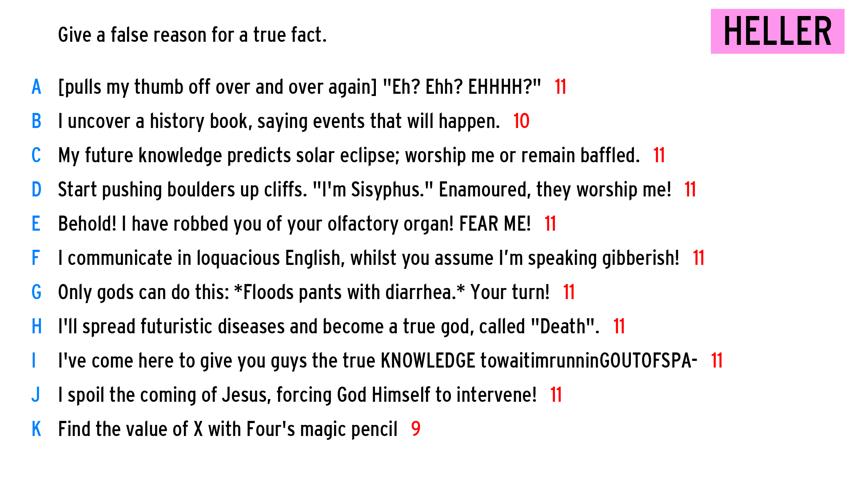 Give a false reason for a true fact.
HELLER
A [pulls my thumb off over and over again] "Eh? Ehh? EHHHH?" 11
B I uncover a history book, saying events that will happen. 10
C My future knowledge predicts solar eclipse; worship me or remain baffled. 11
D Start pushing boulders up cliffs. "I'm Sisyphus." Enamoured, they worship me! 11
E Behold! I have robbed you of your olfactory organ! FEAR ME! 11
F I communicate in loquacious English, whilst you assume I'm speaking gibberish! 11
G Only gods can do this: *Floods pants with diarrhea.* Your turn! 11
H I'll spread futuristic diseases and become a true god, called "Death". 11
I I've come here to give you guys the true KNOWLEDGE towaitimrunninGOUTOFSPA- 11
J I spoil the coming of Jesus, forcing God Himself to intervene! 11
K Find the value of X with Four's magic pencil 9